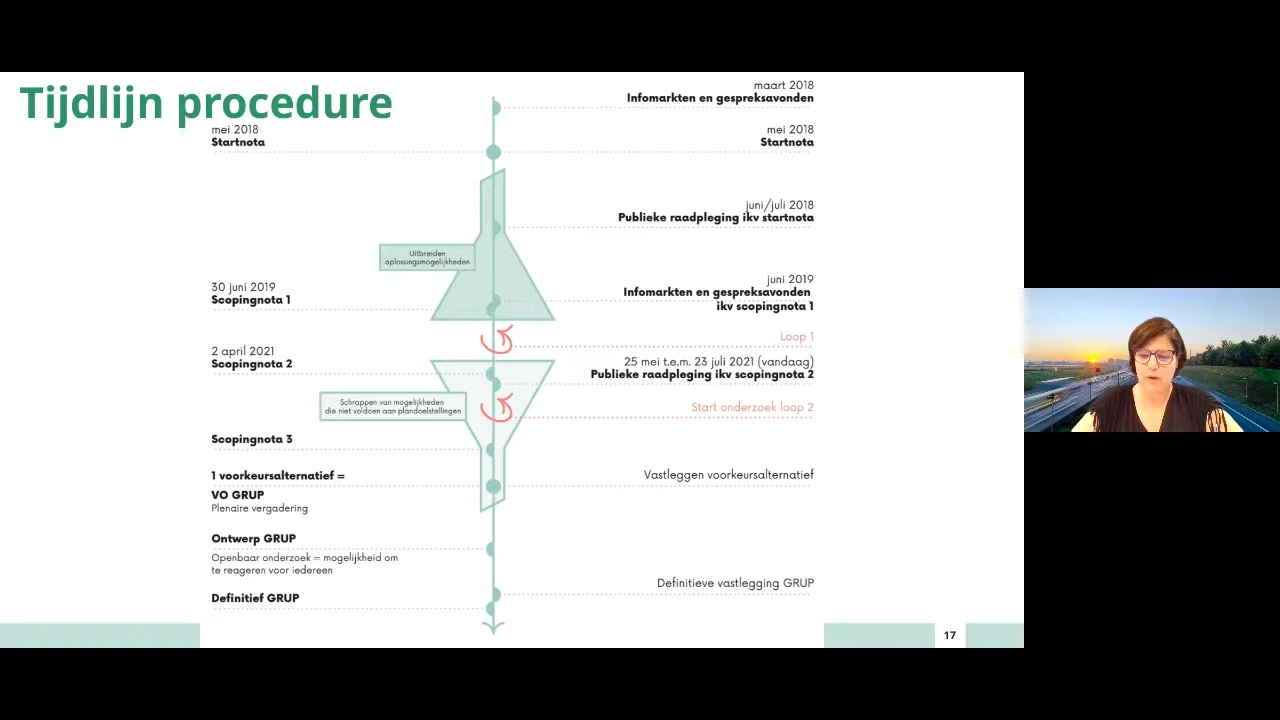 Tijdlijn procedure
maart 2018
Infomarkten en gespreksavonden
mei 2018
Startnota
mei 2018
Startnota
juni/juli 2018
Publieke raadpleging ikv startnota
Uitbreiden
oplossingsmogelijkheden
30 juni 2019
Scopingnota 1
juni 2019
Infomarkten en gespreksavonden
ikv scopingnota 1
Loop 1
2 april 2021
Scopingnota 2
25 mei t.e.m. 23 juli 2021 (vandaag)
Publieke raadpleging ikv scopingnota 2
Schrappen van mogelijkheden
die niet voldoen aan plandoelstellingen
Start onderzoek loop 2
Scopingnota 3
1 voorkeursalternatief =
VO GRUP
Plenaire vergadering
Vastleggen voorkeursalternatief
Ontwerp GRUP
Openbaar onderzoek = mogelijkheid om
te reageren voor iedereen
Definitieve vastlegging GRUP
Definitief GRUP
17